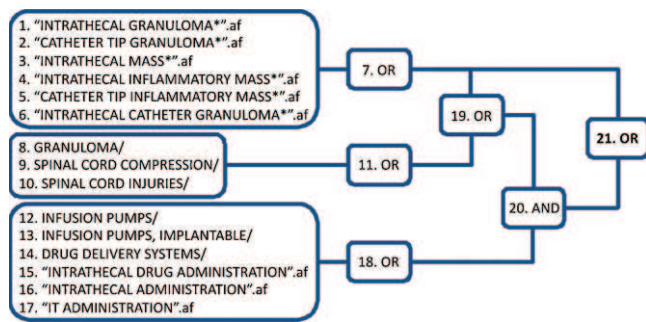 1. “INTRATHECAL GRANULOMA*”.af
2. “CATHETER TIP GRANULOMA*”.af
3. “INTRATHECAL MASS*”.af
4. “INTRATHECAL INFLAMMATORY MASS*”.af
5. “CATHETER TIP INFLAMMATORY MASS*”.af
6. “INTRATHECAL CATHETER GRANULOMA*”.af
7. OR
19. OR
21. OR
8. GRANULOMA/
9. SPINAL CORD COMPRESSION/
10. SPINAL CORD INJURIES/
11. OR
20. AND
12. INFUSION PUMPS/
13. INFUSION PUMPS, IMPLANTABLE/
14. DRUG DELIVERY SYSTEMS/
15. “INTRATHECAL DRUG ADMINISTRATION”.af
16. “INTRATHECAL ADMINISTRATION”.af
17. “IT ADMINISTRATION”.af
18. OR